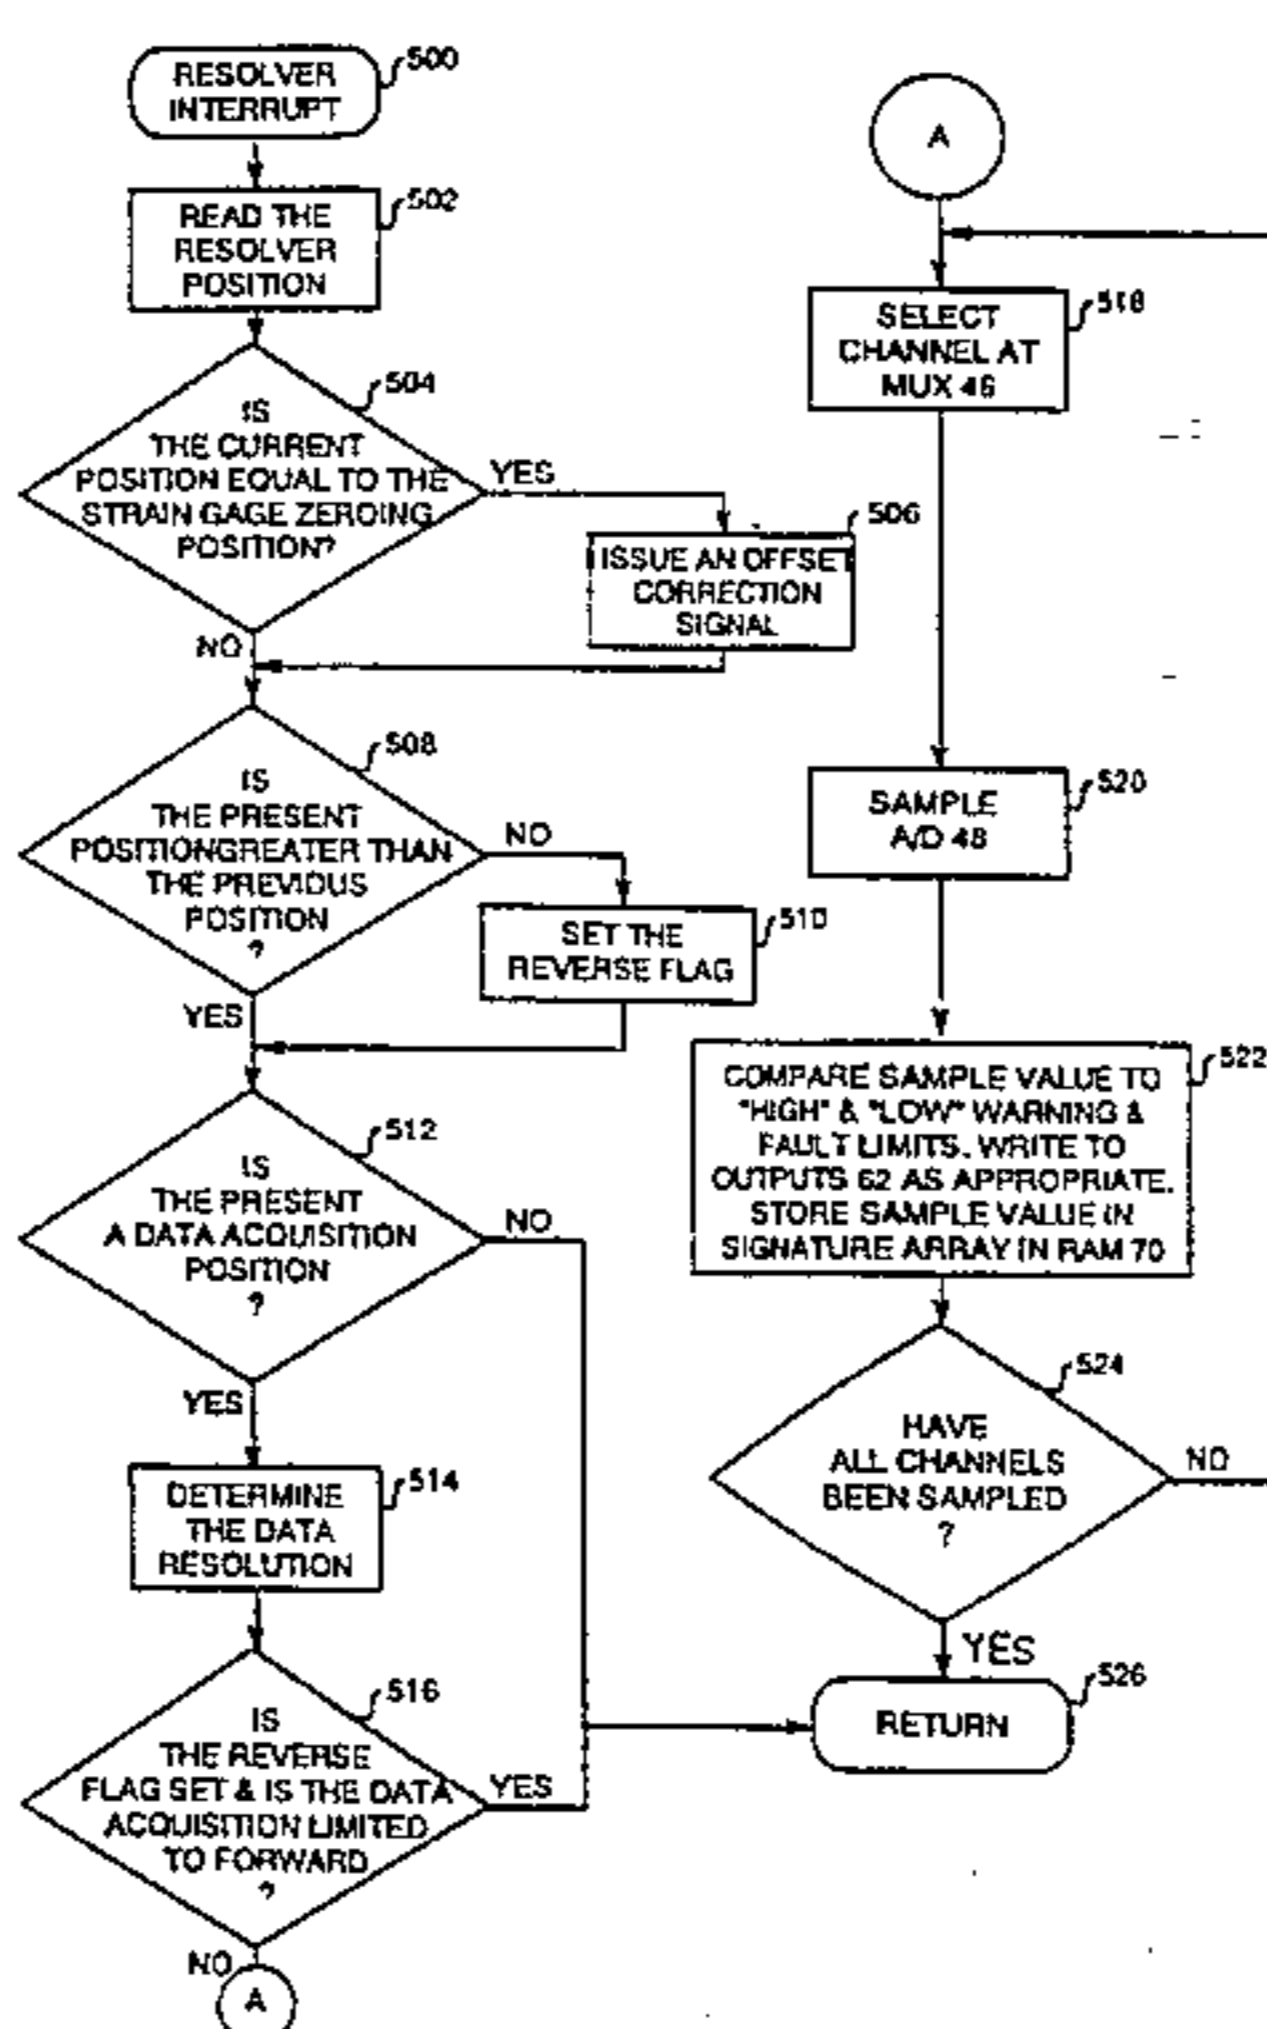 500
RESOLVER
INTERRUPT
502
READ THE
RESOLVER
POSITION
504
IS
THE CURRENT
POSITION EQUAL TO THE
STRAIN GAGE ZEROING
POSITION?
YES
506
ISSUE AN OFFSET
CORRECTION
SIGNAL
NO
508
IS
THE PRESENT
POSITIONGREATER THAN
THE PREVIOUS
POSITION
?
NO
510
SET THE
REVERSE FLAG
YES
512
IS
THE PRESENT
A DATA ACQUISITION
POSITION
?
NO
YES
514
DETERMINE
THE DATA
RESOLUTION
516
IS
THE REVERSE
FLAG SET & IS THE DATA
ACQUISITION LIMITED
TO FORWARD
?
YES
NO
A
A
518
SELECT
CHANNEL AT
MUX 46
520
SAMPLE
A/D 48
522
COMPARE SAMPLE VALUE TO
"HIGH" & "LOW" WARNING &
FAULT LIMITS. WRITE TO
OUTPUTS 62 AS APPROPRIATE.
STORE SAMPLE VALUE IN
SIGNATURE ARRAY IN RAM 70
524
HAVE
ALL CHANNELS
BEEN SAMPLED
?
NO
YES
526
RETURN